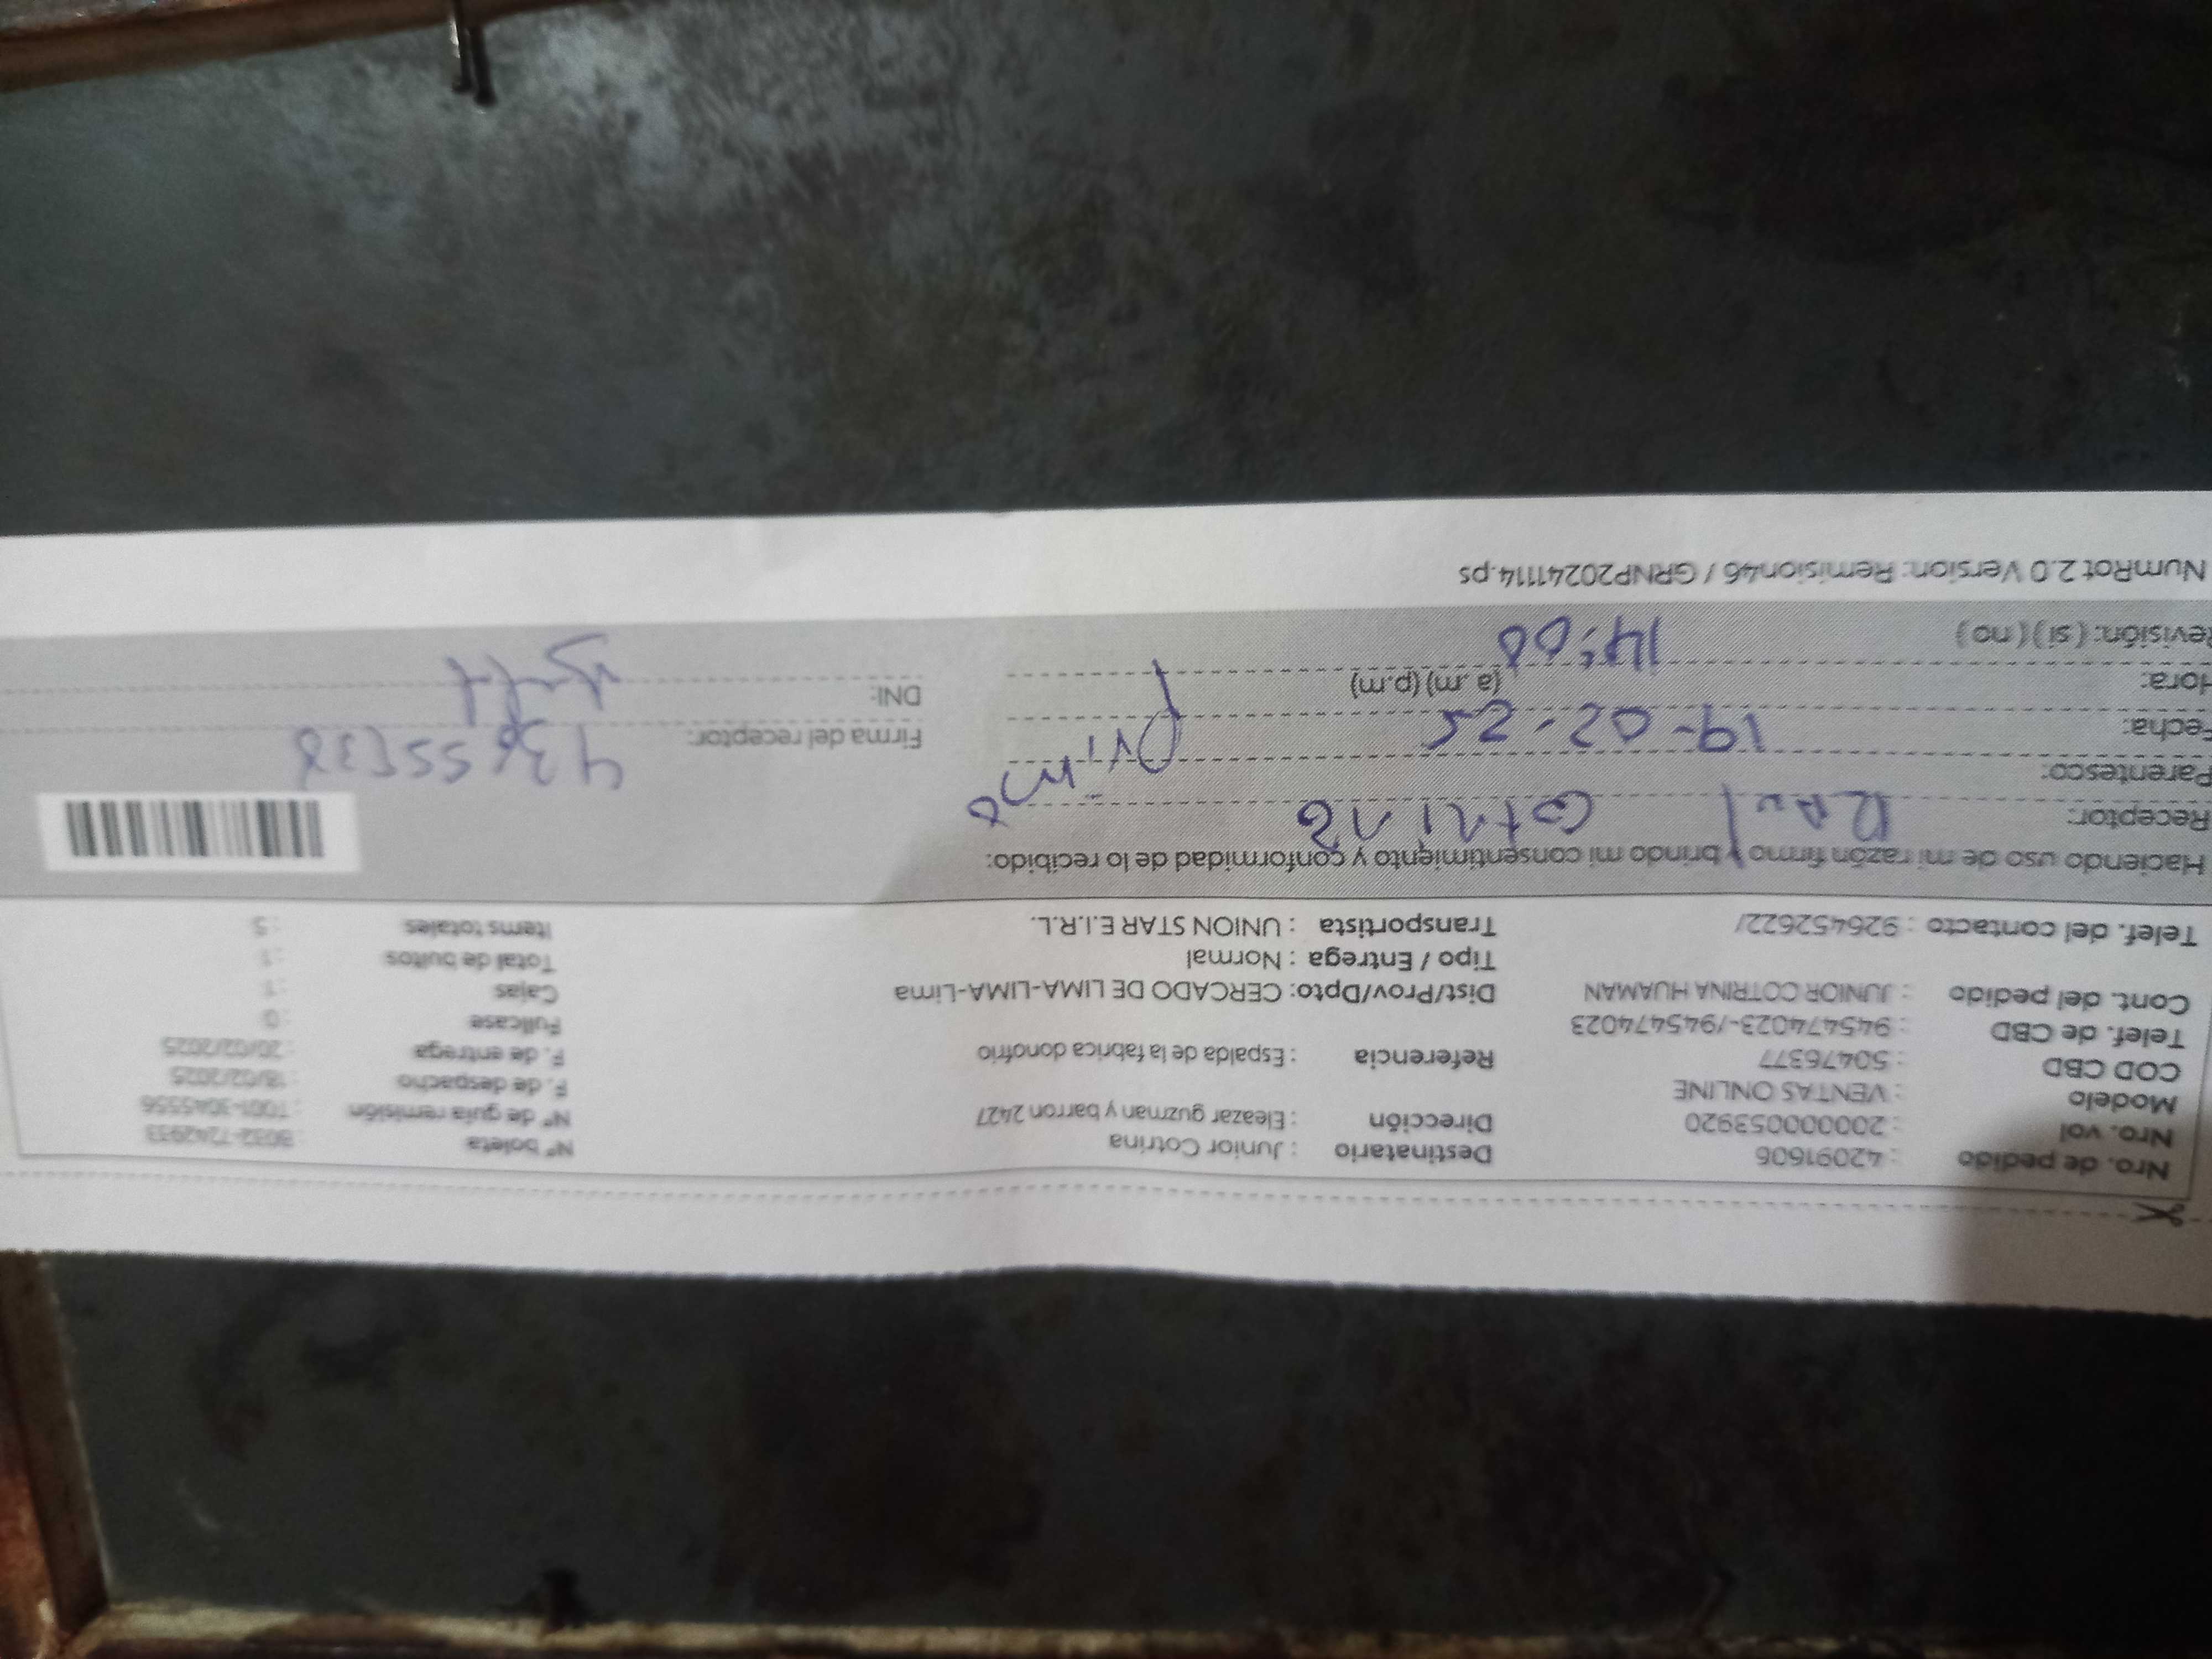 Nro. de pedido : 42091606
Nro. vol : 20000053920
Modelo : VENTAS ONLINE
COD CBD : 50476377
Telef. de CBD : 945474023-/945474023
Cont. del pedido : JUNIOR COTRINA HUAMAN
Telef. del contacto : 926452622/
Destinatario : Junior Cotrina
Dirección : Eleazar guzman y barron 2427
Referencia : Espalda de la fabrica donofrio
Dist/Prov/Dpto: CERCADO DE LIMA-LIMA-Lima
Tipo / Entrega : Normal
Transportista : UNION STAR E.I.R.L.
N° boleta : B032-7242933
N° de guía remisión : T001-3045556
F. de despacho : 18/02/2025
F. de entrega : 20/02/2025
Fullcase : 0
Cajas : 1
Total de bultos : 1
Items totales : 5
Haciendo uso de mi razón firmo y brindo mi consentimiento y conformidad de lo recibido:
Receptor: Raul Cotrina
Parentesco: Primo
Fecha: 19-02-25
Hora: 14:00 (a.m) (p.m)
Revisión: (si) (no)
Firma del receptor:
DNI:
NumRot 2.0 Version: Remision46 / GRNP20241114.ps